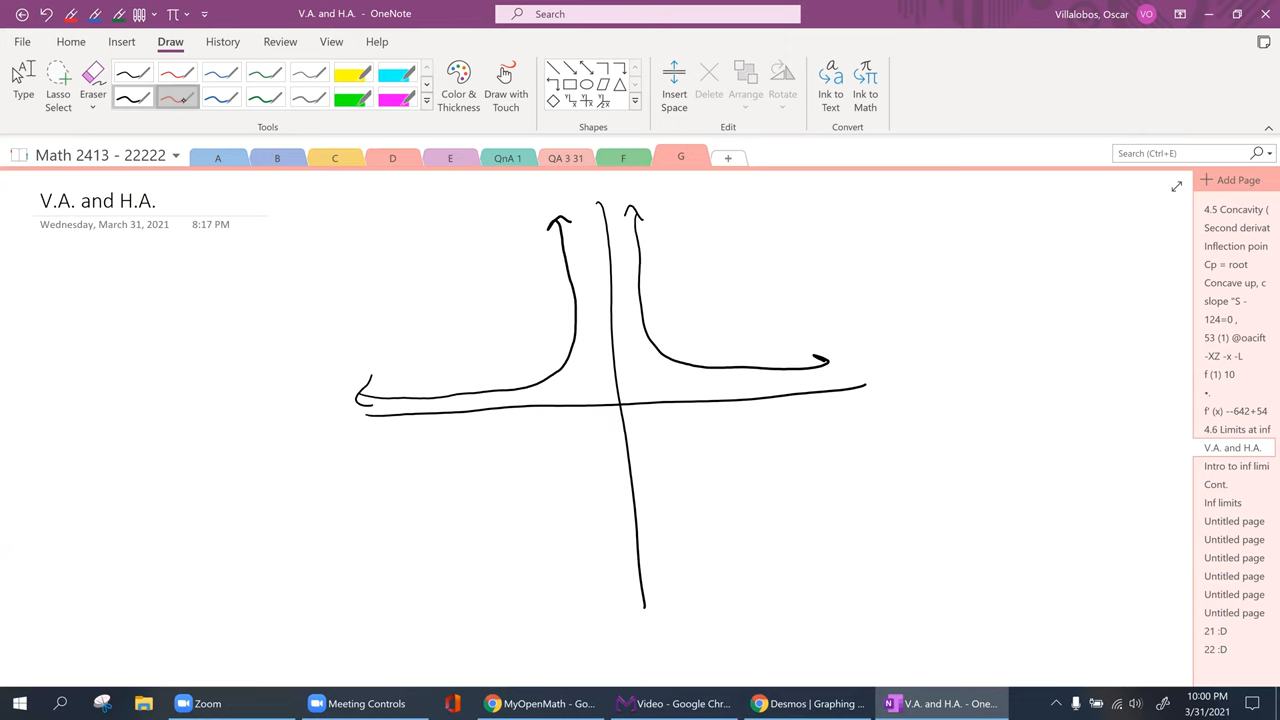 V.A. and H.A. - OneNote
Search
Villalobos, Oscar VO
File Home Insert Draw History Review View Help
Type
Lasso Select
Eraser
Color & Thickness
Draw with Touch
Insert Space
Delete
Arrange
Rotate
Ink to Text
Ink to Math
Tools
Shapes
Edit
Convert
Math 2413 - 22222
A B C D E QnA 1 QA 3 31 F G
Search (Ctrl+E)
V.A. and H.A.
Wednesday, March 31, 2021 8:17 PM
Add Page
4.5 Concavity (
Second derivat
Inflection poin
Cp = root
Concave up, c
slope "S -
124=0 ,
53 (1) @oacift
-XZ -x -L
f (1) 10
•.
f' (x) --642+54
4.6 Limits at inf
V.A. and H.A.
Intro to inf limi
Cont.
Inf limits
Untitled page
Untitled page
Untitled page
Untitled page
Untitled page
Untitled page
21 :D
22 :D
Zoom
Meeting Controls
MyOpenMath - Go...
Video - Google Chr...
Desmos | Graphing ...
V.A. and H.A. - One...
10:00 PM
3/31/2021